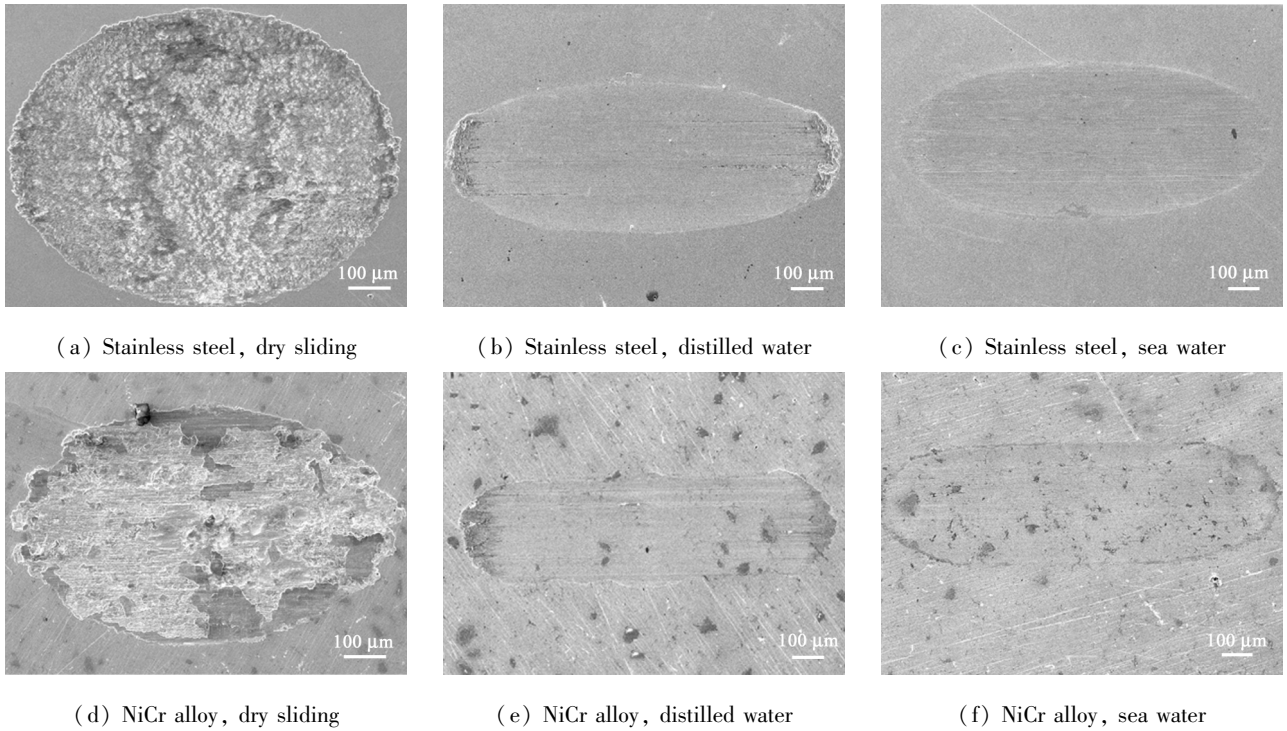 100 μm
100 μm
100 μm
(a) Stainless steel, dry sliding
(b) Stainless steel, distilled water
(c) Stainless steel, sea water
100 μm
100 μm
100 μm
(d) NiCr alloy, dry sliding
(e) NiCr alloy, distilled water
(f) NiCr alloy, sea water